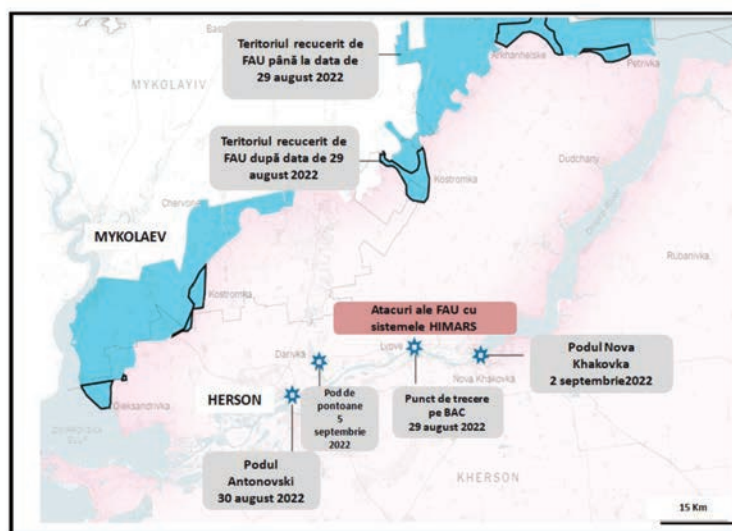 Teritoriul recucerit de
FAU până la data de
29 august 2022
Arkhanhelske
Petrivka
MYKOLAYIV
Teritoriul recucerit de
FAU după data de 29
august 2022
Dudchany
Kostromka
Chervone
MYKOLAEV
Rubanivka
Kostromka
Atacuri ale FAU cu
sistemele HIMARS
Lvove
Darivka
Nova Khakovka
Podul Nova
Khakovka
2 septembrie2022
HERSON
Pod de
pontoane
5
septembrie
2022
Punct de trecere
pe BAC
29 august 2022
Oleksandrivka
Podul
Antonovski
30 august 2022
KHERSON
15 Km